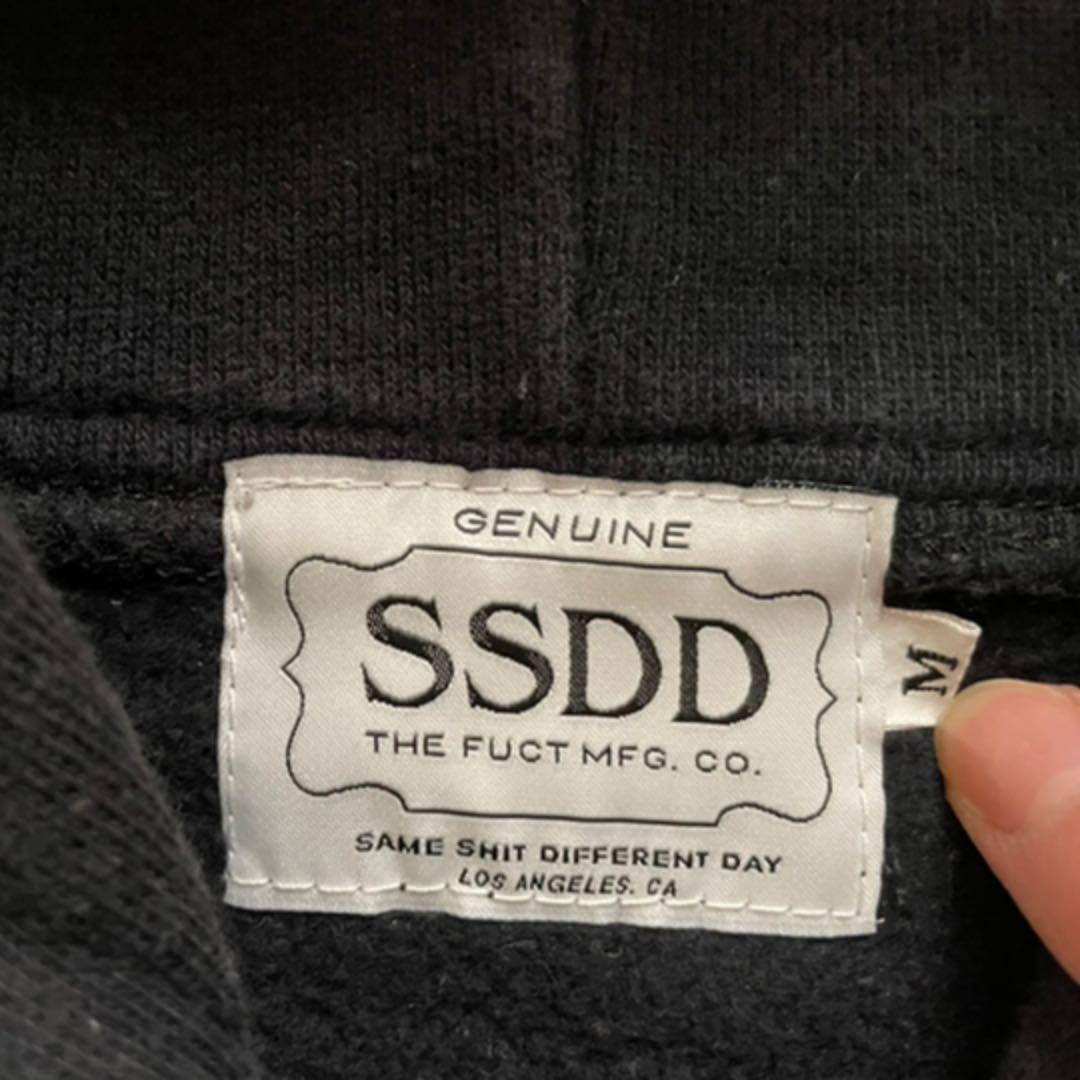 GENUINE
SSDD
THE FUCT MFG. CO.
SAME SHIT DIFFERENT DAY
LOS ANGELES. CA
M